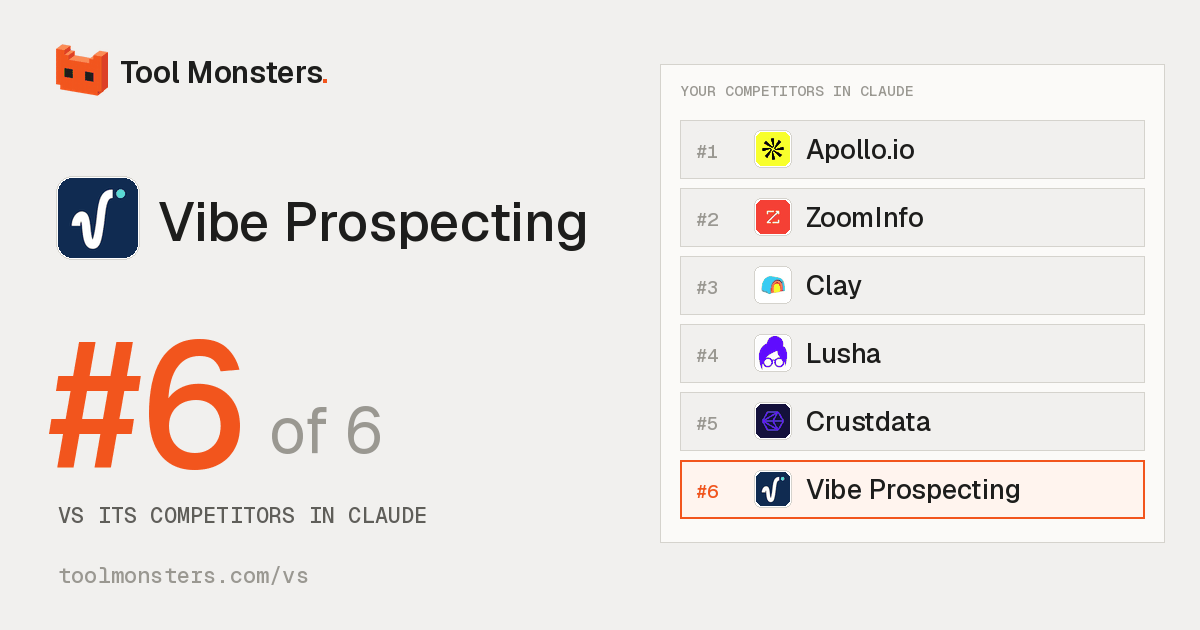 Tool Monsters.
Vibe Prospecting
#6 of 6
VS ITS COMPETITORS IN CLAUDE
toolmonsters.com/vs
YOUR COMPETITORS IN CLAUDE
#1 Apollo.io
#2 ZoomInfo
#3 Clay
#4 Lusha
#5 Crustdata
#6 Vibe Prospecting